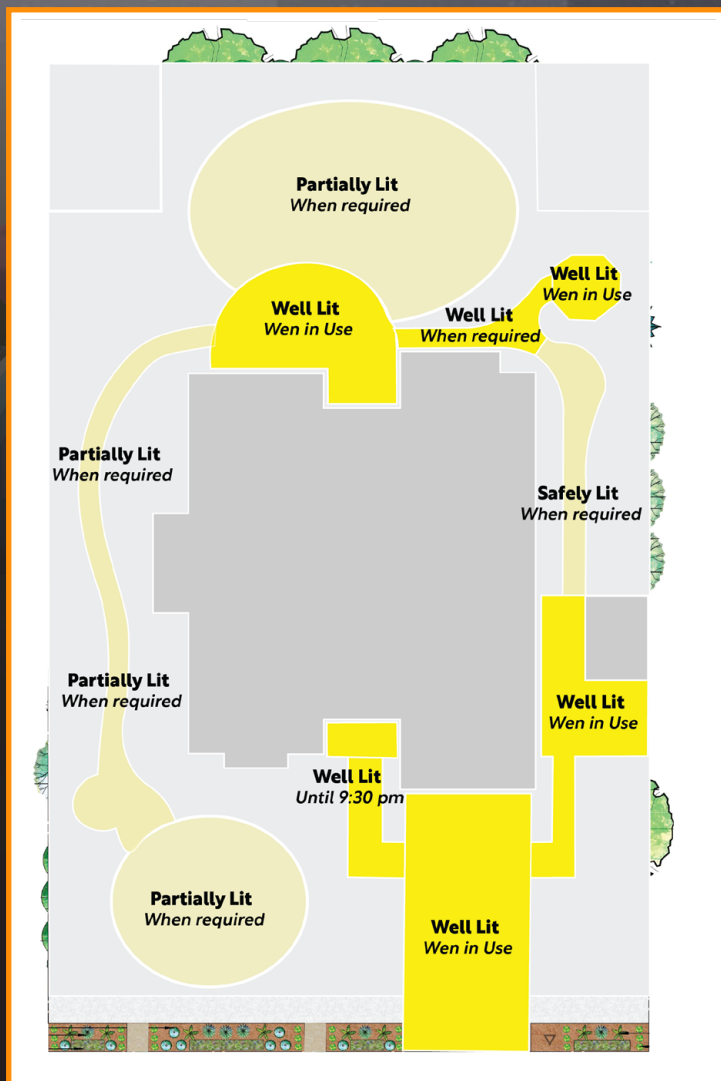 Partially Lit
When required
Well Lit
Wen in Use
Well Lit
Wen in Use
Well Lit
When required
Partially Lit
When required
Safely Lit
When required
Partially Lit
When required
Well Lit
Wen in Use
Well Lit
Until 9:30 pm
Partially Lit
When required
Well Lit
Wen in Use